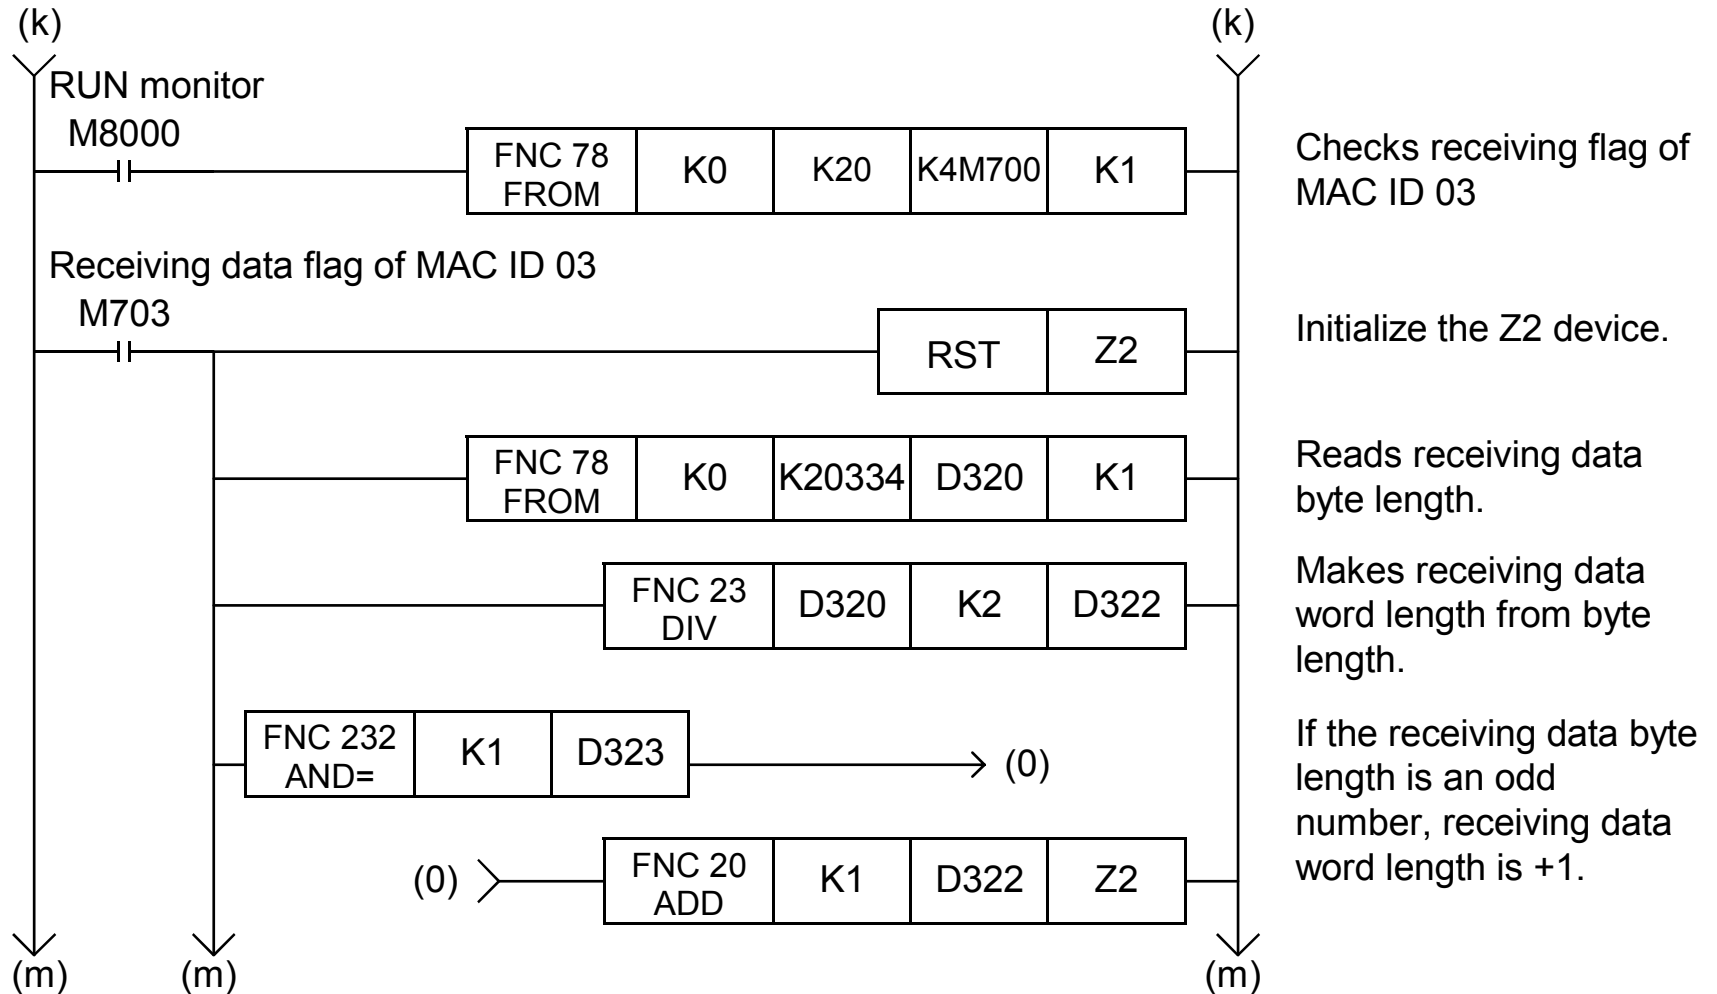 (k) (k)
RUN monitor
M8000
FNC 78 FROM K0 K20 K4M700 K1
Checks receiving flag of
MAC ID 03
Receiving data flag of MAC ID 03
M703
RST Z2
Initialize the Z2 device.
FNC 78 FROM K0 K20334 D320 K1
Reads receiving data
byte length.
FNC 23 DIV D320 K2 D322
Makes receiving data
word length from byte
length.
FNC 232 AND= K1 D323 (0)
If the receiving data byte
length is an odd
number, receiving data
word length is +1.
(0) FNC 20 ADD K1 D322 Z2
(m) (m) (m)